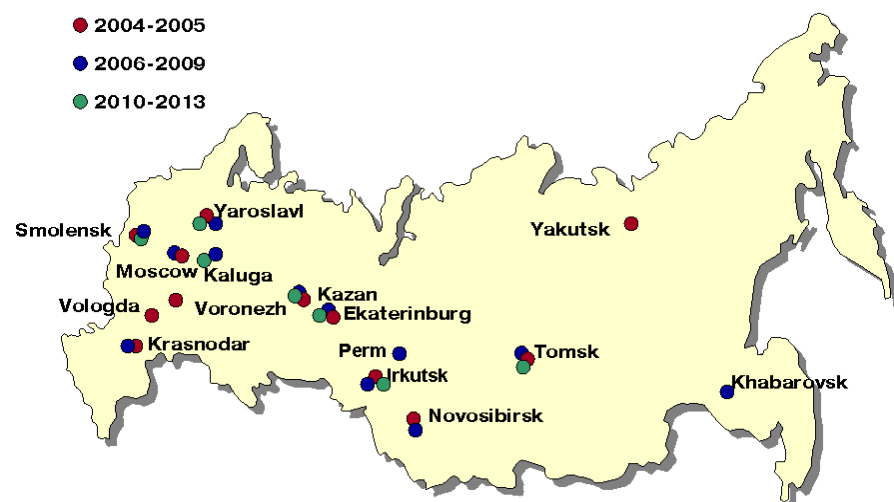 2004-2005
2006-2009
2010-2013
Yaroslavl
Smolensk
Yakutsk
Moscow
Kaluga
Vologda
Voronezh
Kazan
Ekaterinburg
Krasnodar
Perm
Tomsk
Irkutsk
Khabarovsk
Novosibirsk